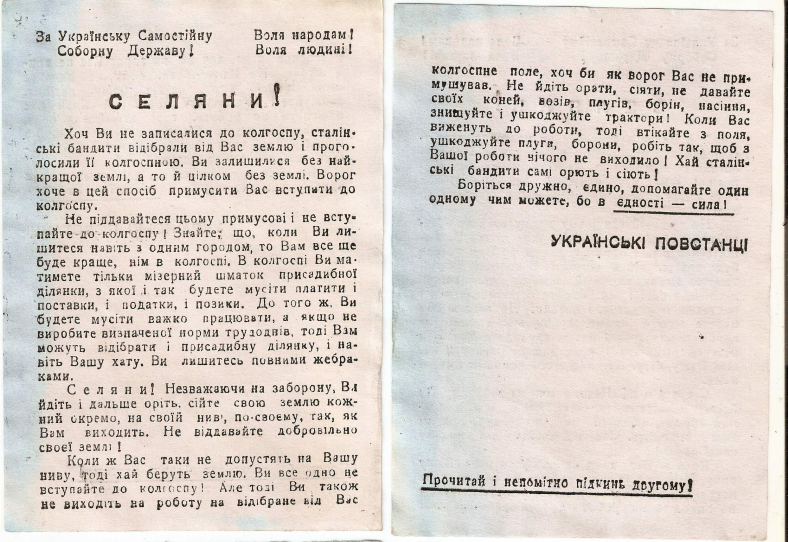 За Українську Самостійну Воля народам!
Соборну Державу! Воля людині!
СЕЛЯНИ!
Хоч Ви не записалися до колгоспу, сталін-
ські бандити відібрали від Вас землю і прого-
лосили її колгоспною. Ви залишилися без най-
кращої землі, а то й цілком без землі. Ворог
хоче в цей спосіб примусити Вас вступити до
колгоспу.
Не піддавайтеся цьому примусові і не всту-
пайте до колгоспу! Знайте, що, коли Ви ли-
шитеся навіть з одним городом, то Вам все ще
буде краще, нім в колгоспі. В колгоспі Ви ма-
тимете тільки мізерний шматок присадибної
ділянки, з якої і так будете мусіти платити і
поставки, і податки, і позики. До того ж, Ви
будете мусіти важко працювати, а якщо не
виробите визначеної норми трудоднів, тоді Вам
можуть відібрати і присадибну ділянку, і на-
віть Вашу хату. Ви лишитесь повними жебра-
ками.
Селяни! Незважаючи на заборону, Ви
йдіть і дальше оріть, сійте свою землю кож-
ний окремо, на своїй ниві, по-своєму, так, як
Вам виходить. Не віддавайте добровільно
своєї землі!
Коли ж Вас таки не допустять на Вашу
ниву, тоді хай беруть землю. Ви все одно не
вступайте до колгоспу! Але тоді Ви також
не виходіть на роботу на відібране від Вас
колгоспне поле, хоч би як ворог Вас не при-
мушував. Не йдіть орати, сіяти, не давайте
своїх коней, возів, плугів, борін, насіння,
знищуйте і ушкоджуйте трактори! Коли Вас
виженуть до роботи, тоді втікайте з поля,
ушкоджуйте плуги, борони, робіть так, щоб з
Вашої роботи нічого не виходило! Хай сталін-
ські бандити самі орють і сіють!
Боріться дружно, єдино, допомагайте один
одному чим можете, бо в єдності — сила!
УКРАЇНСЬКІ ПОВСТАНЦІ
Прочитай і непомітно підкинь другому!